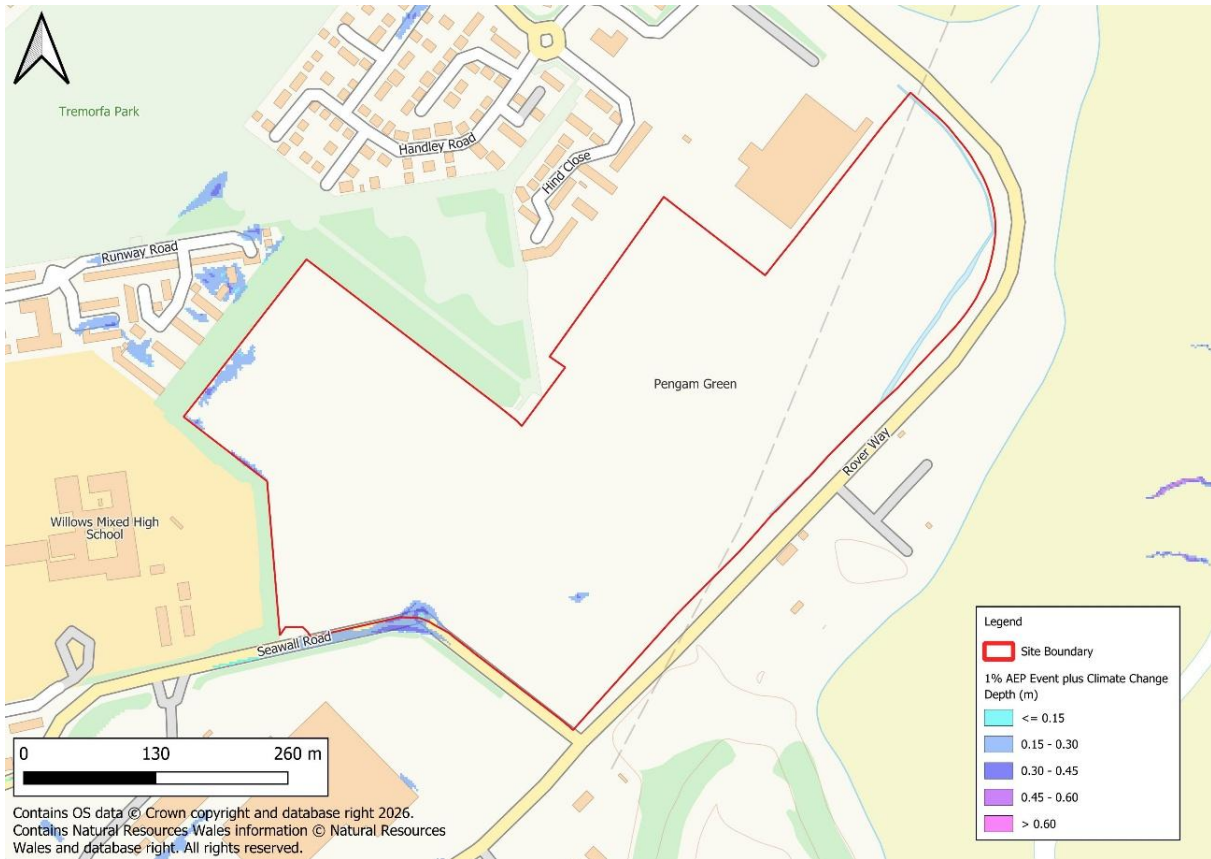 Tremorfa Park
Handley Road
Hind Close
Runway Road
Pengam Green
Rover Way
Willows Mixed High
School
Seawall Road
Legend
Site Boundary
1% AEP Event plus Climate Change
Depth (m)
<= 0.15
0.15 - 0.30
0.30 - 0.45
0.45 - 0.60
> 0.60
0 130 260 m
Contains OS data © Crown copyright and database right 2026.
Contains Natural Resources Wales information © Natural Resources
Wales and database right. All rights reserved.